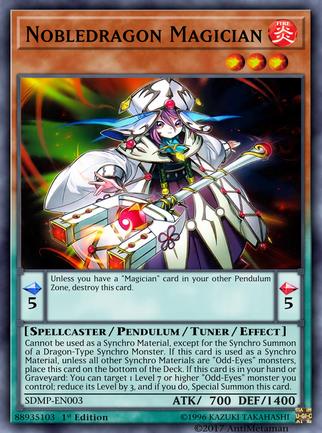 NOBLEDRAGON MAGICIAN
FIRE
炎
Unless you have a "Magician" card in your other Pendulum
Zone, destroy this card.
5
5
[SPELLCASTER / PENDULUM / TUNER / EFFECT]
Cannot be used as a Synchro Material, except for the Synchro Summon
of a Dragon-Type Synchro Monster. If this card is used as a Synchro
Material, unless all other Synchro Materials are "Odd-Eyes" monsters,
place this card on the bottom of the Deck. If this card is in your hand or
Graveyard: You can target 1 Level 7 or higher "Odd-Eyes" monster you
control; reduce its Level by 3, and if you do, Special Summon this card.
SDMP-EN003
ATK/ 700 DEF/1400
88935103 1st Edition
©1996 KAZUKI TAKAHASHI
©2017 AntiMetaman